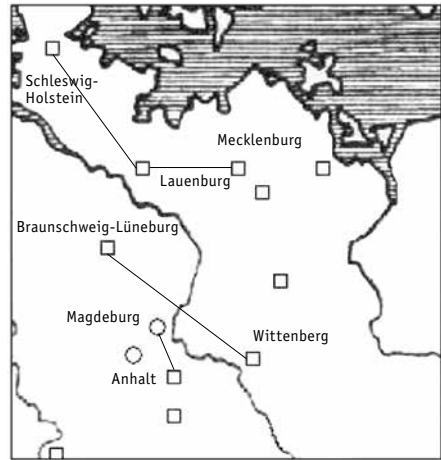 Schleswig-
Holstein
Mecklenburg
Lauenburg
Braunschweig-Lüneburg
Magdeburg
Wittenberg
Anhalt